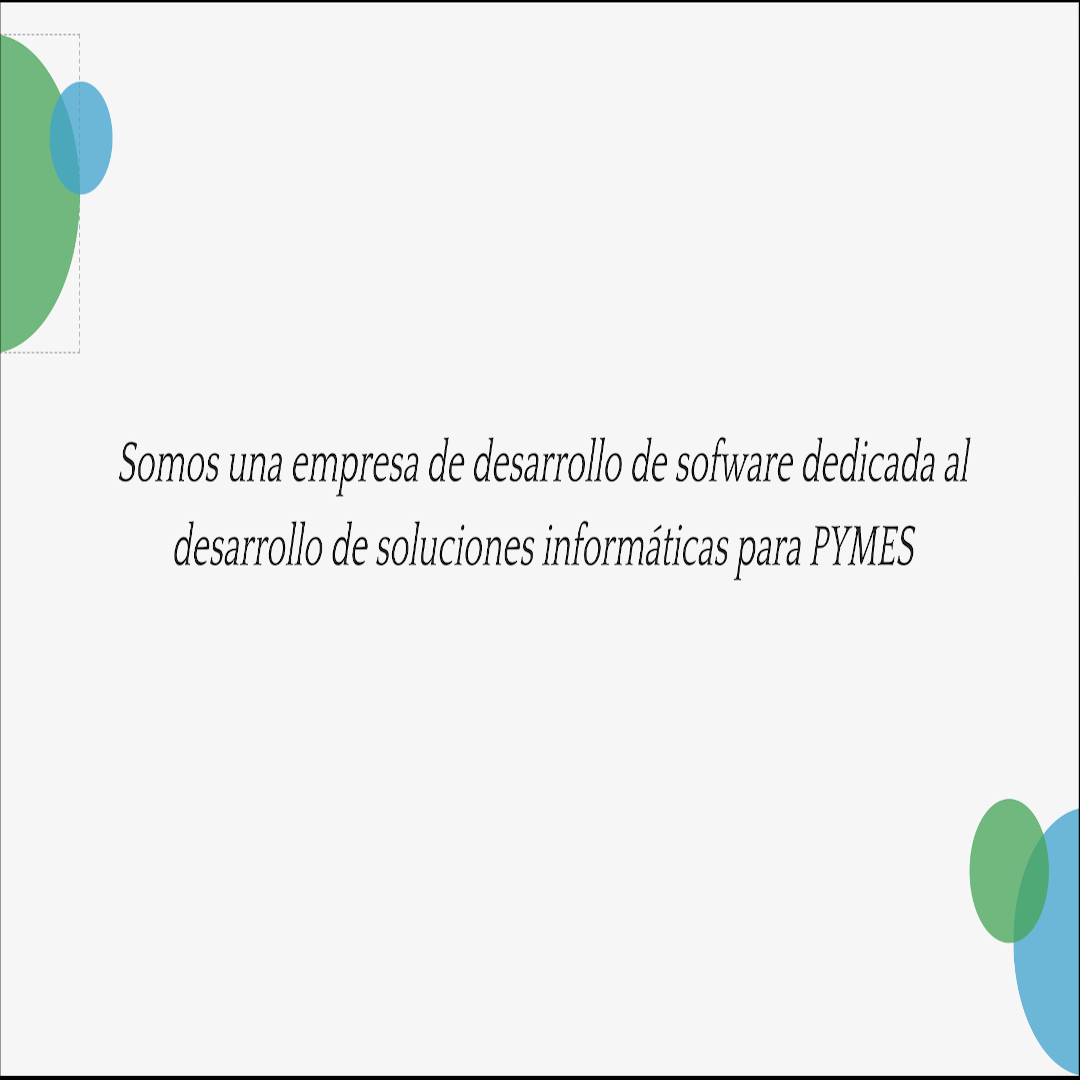 Somos una empresa de desarrollo de sofware dedicada al
desarrollo de soluciones informáticas para PYMES